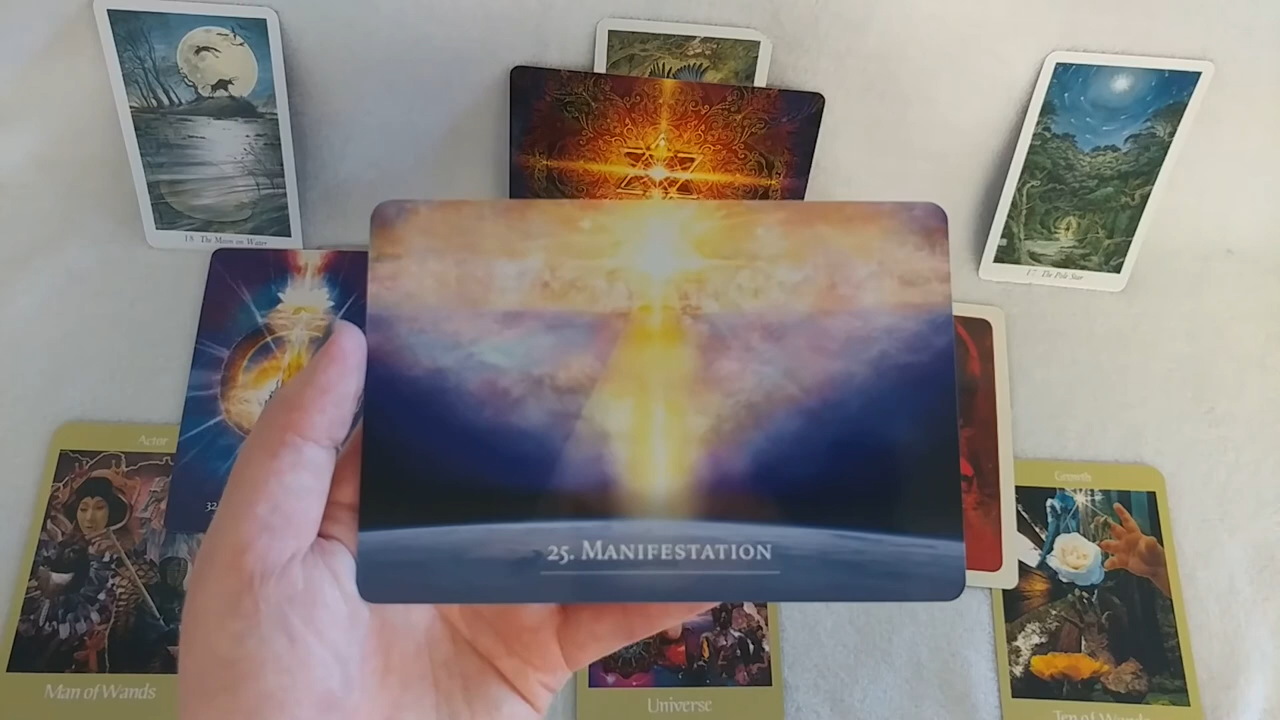 18 The Moon on Water
17 The Pole Star
Actor
32
Growth
25. Manifestation
Man of Wands
Universe
Ten of Wands